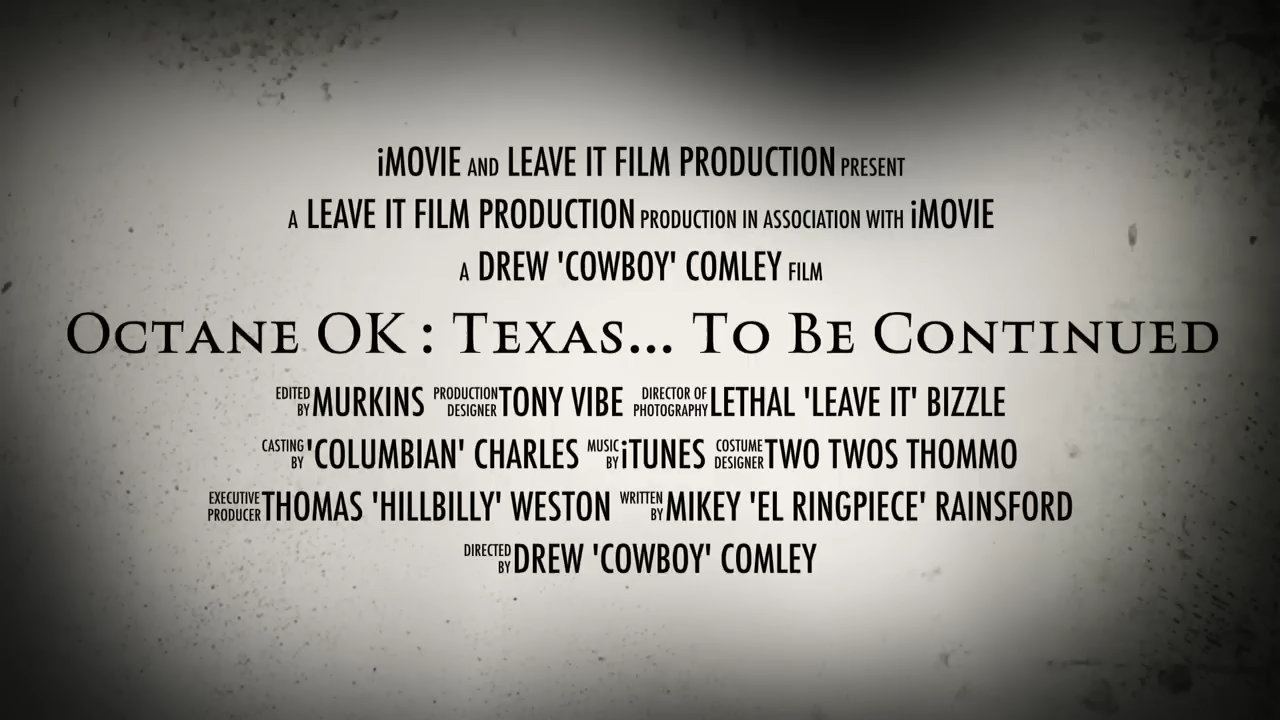 iMOVIE AND LEAVE IT FILM PRODUCTION PRESENT
A LEAVE IT FILM PRODUCTION PRODUCTION IN ASSOCIATION WITH iMOVIE
A DREW 'COWBOY' COMLEY FILM
OCTANE OK : TEXAS... TO BE CONTINUED
EDITED BY MURKINS PRODUCTION DESIGNER TONY VIBE DIRECTOR OF PHOTOGRAPHY LETHAL 'LEAVE IT' BIZZLE
CASTING BY 'COLUMBIAN' CHARLES MUSIC BY iTUNES COSTUME DESIGNER TWO TWOS THOMMO
EXECUTIVE PRODUCER THOMAS 'HILLBILLY' WESTON WRITTEN BY MIKEY 'EL RINGPIECE' RAINSFORD
DIRECTED BY DREW 'COWBOY' COMLEY